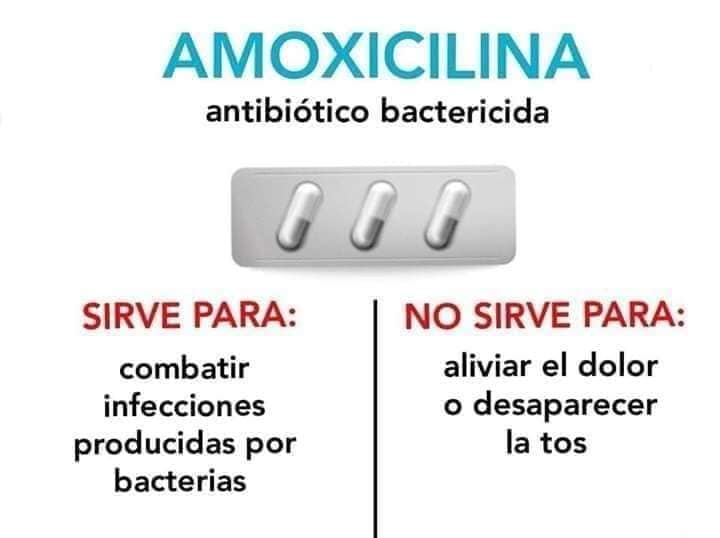 AMOXICILINA
antibiótico bactericida
SIRVE PARA:
combatir
infecciones
producidas por
bacterias
NO SIRVE PARA:
aliviar el dolor
o desaparecer
la tos